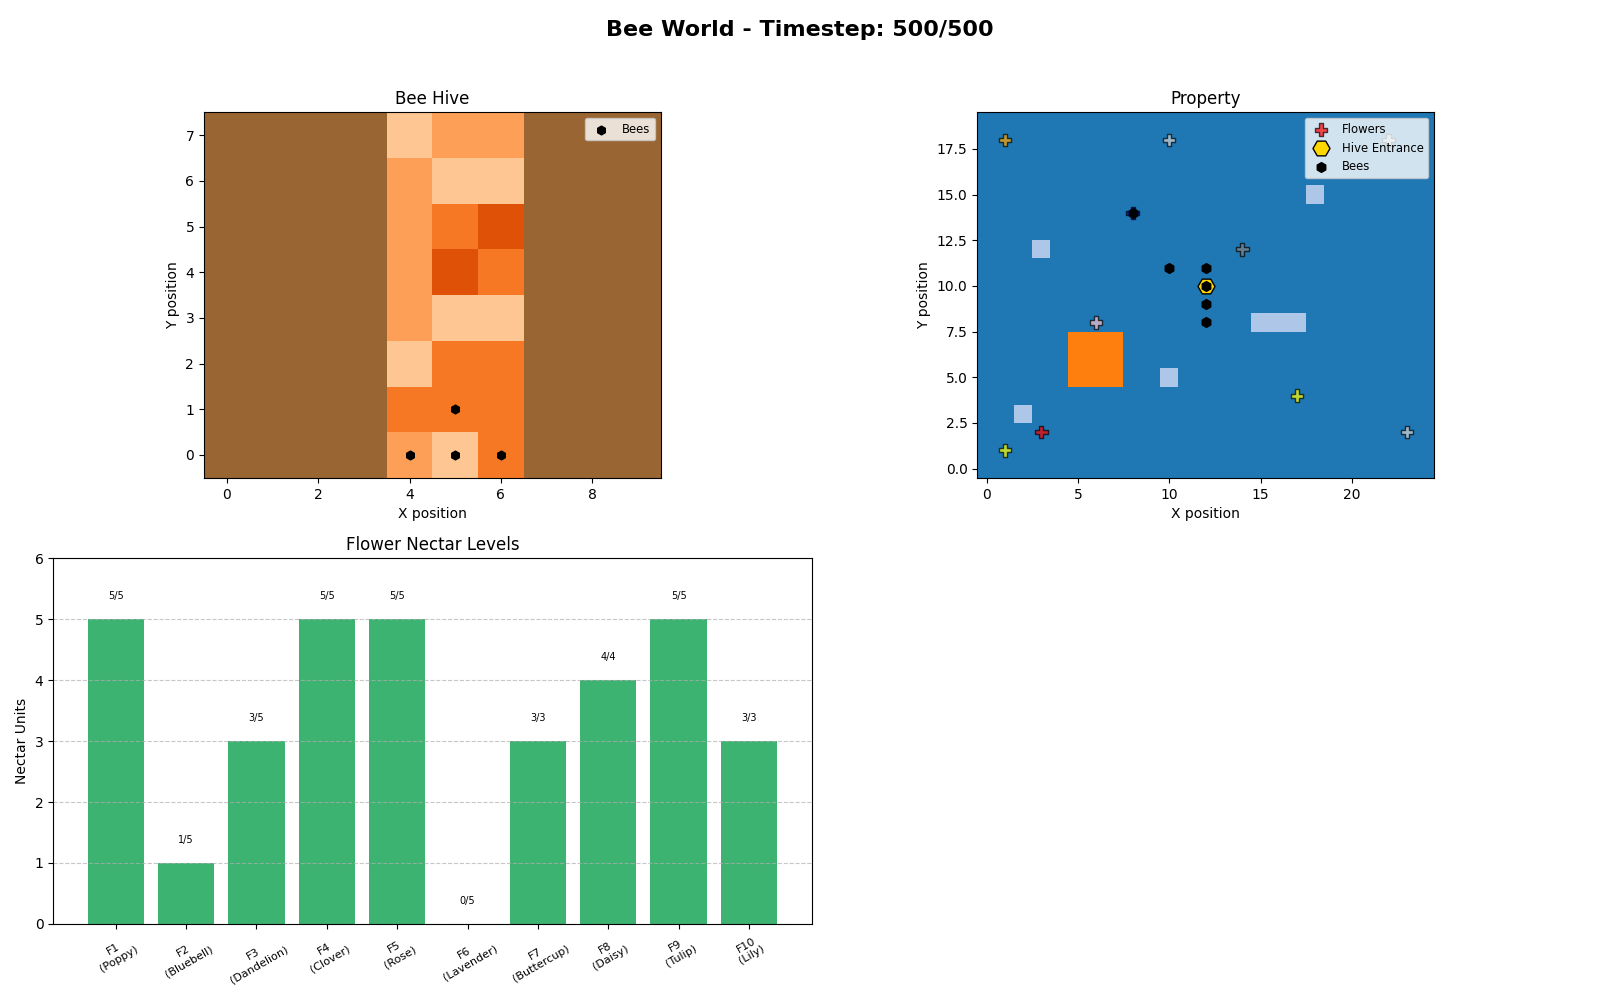 Bee World - Timestep: 500/500
Bee Hive
Bees
7
6
5
4
3
2
1
0
Y position
0 2 4 6 8
X position
Property
Flowers
Hive Entrance
Bees
17.5
15.0
12.5
10.0
7.5
5.0
2.5
0.0
Y position
0 5 10 15 20
X position
Flower Nectar Levels
6
5
4
3
2
1
0
Nectar Units
5/5
1/5
3/5
5/5
5/5
0/5
3/3
4/4
5/5
3/3
F1
(Poppy)
F2
(Bluebell)
F3
(Dandelion)
F4
(Clover)
F5
(Rose)
F6
(Lavender)
F7
(Buttercup)
F8
(Daisy)
F9
(Tulip)
F10
(Lily)